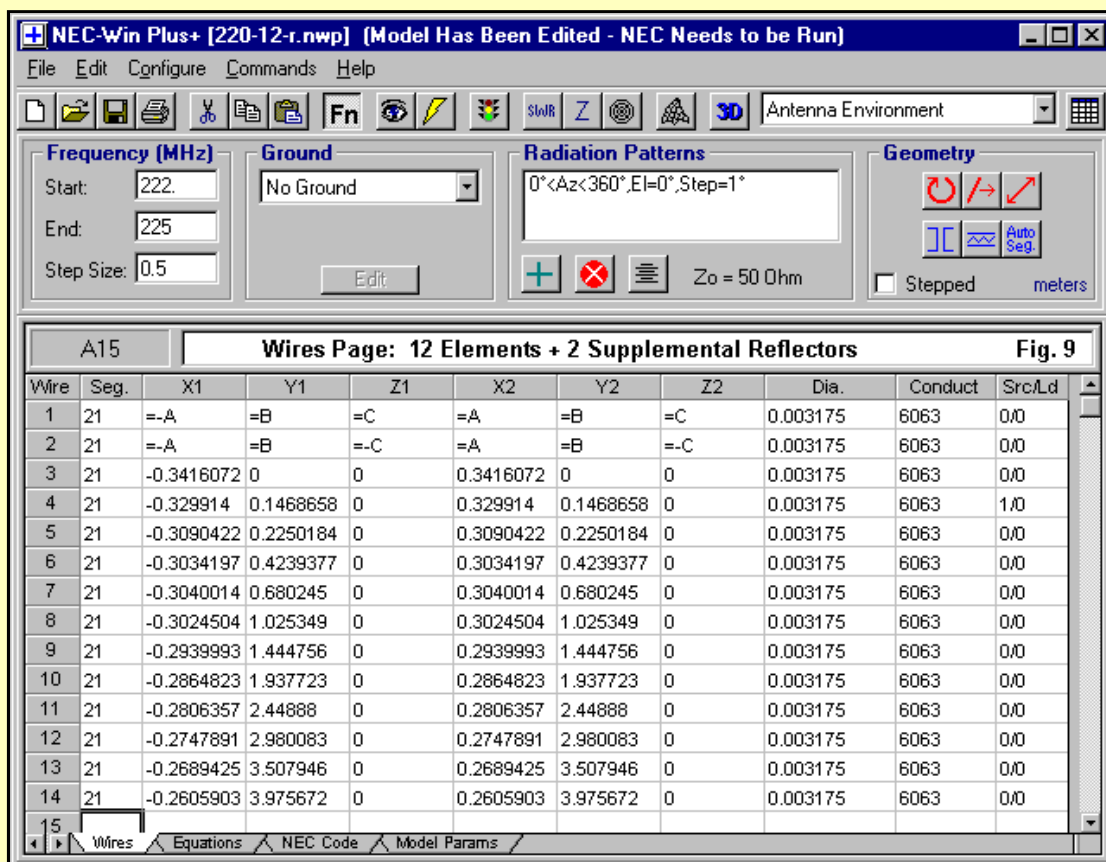 NEC-Win Plus+ [220-12-r.nwp] (Model Has Been Edited - NEC Needs to be Run)
File Edit Configure Commands Help
Fn SWR Z 3D Antenna Environment
Frequency (MHz) Ground Radiation Patterns Geometry
Start: 222. No Ground 0°<Az<360°,El=0°,Step=1°
End: 225
Auto Seg.
Step Size: 0.5 Edit Zo = 50 Ohm Stepped meters
A15 Wires Page: 12 Elements + 2 Supplemental Reflectors Fig. 9
Wire Seg. X1 Y1 Z1 X2 Y2 Z2 Dia. Conduct Src/Ld
1 21 =-A =B =C =A =B =C 0.003175 6063 0/0
2 21 =-A =B =-C =A =B =-C 0.003175 6063 0/0
3 21 -0.3416072 0 0 0.3416072 0 0 0.003175 6063 0/0
4 21 -0.329914 0.1468658 0 0.329914 0.1468658 0 0.003175 6063 1/0
5 21 -0.3090422 0.2250184 0 0.3090422 0.2250184 0 0.003175 6063 0/0
6 21 -0.3034197 0.4239377 0 0.3034197 0.4239377 0 0.003175 6063 0/0
7 21 -0.3040014 0.680245 0 0.3040014 0.680245 0 0.003175 6063 0/0
8 21 -0.3024504 1.025349 0 0.3024504 1.025349 0 0.003175 6063 0/0
9 21 -0.2939993 1.444756 0 0.2939993 1.444756 0 0.003175 6063 0/0
10 21 -0.2864823 1.937723 0 0.2864823 1.937723 0 0.003175 6063 0/0
11 21 -0.2806357 2.44888 0 0.2806357 2.44888 0 0.003175 6063 0/0
12 21 -0.2747891 2.980083 0 0.2747891 2.980083 0 0.003175 6063 0/0
13 21 -0.2689425 3.507946 0 0.2689425 3.507946 0 0.003175 6063 0/0
14 21 -0.2605903 3.975672 0 0.2605903 3.975672 0 0.003175 6063 0/0
15
Wires Equations NEC Code Model Params